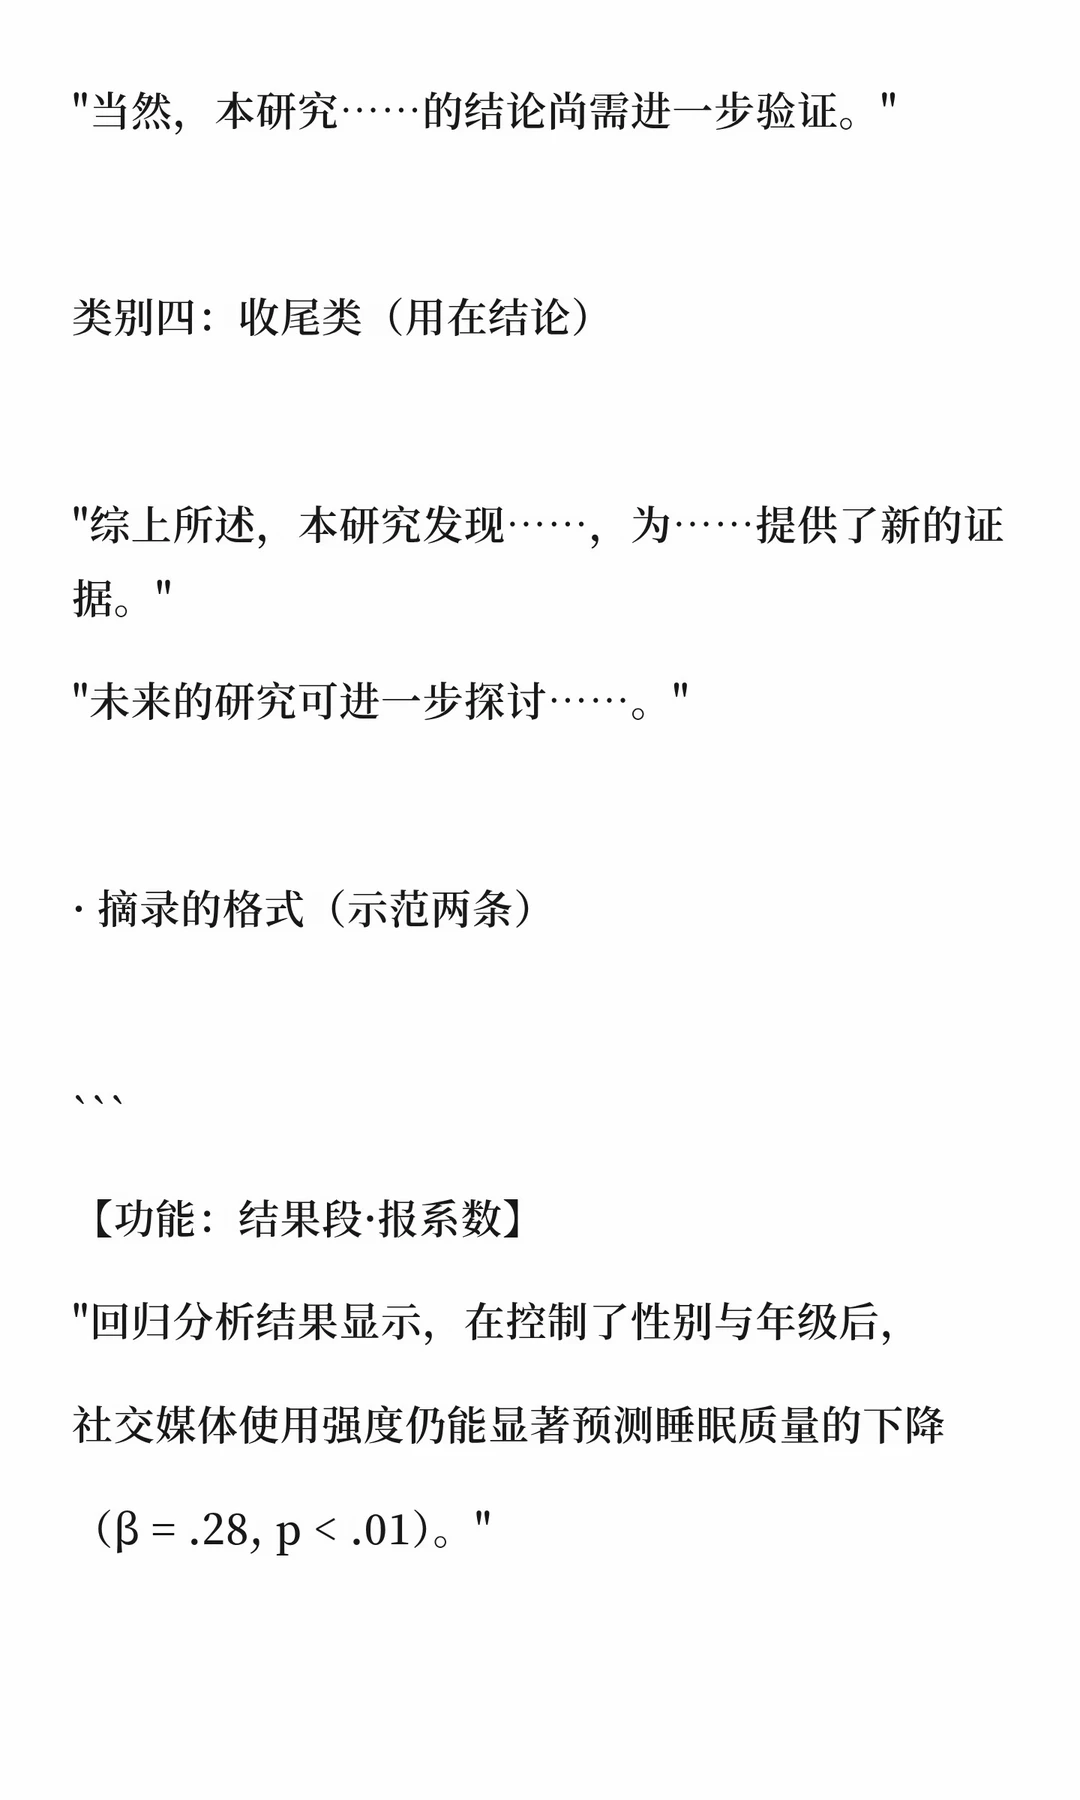 "当然，本研究……的结论尚需进一步验证。"
类别四：收尾类（用在结论）
"综上所述，本研究发现……，为……提供了新的证
据。"
"未来的研究可进一步探讨……。"
· 摘录的格式（示范两条）
```
【功能：结果段·报系数】
"回归分析结果显示，在控制了性别与年级后，
社交媒体使用强度仍能显著预测睡眠质量的下降
（β = .28, p < .01）。"